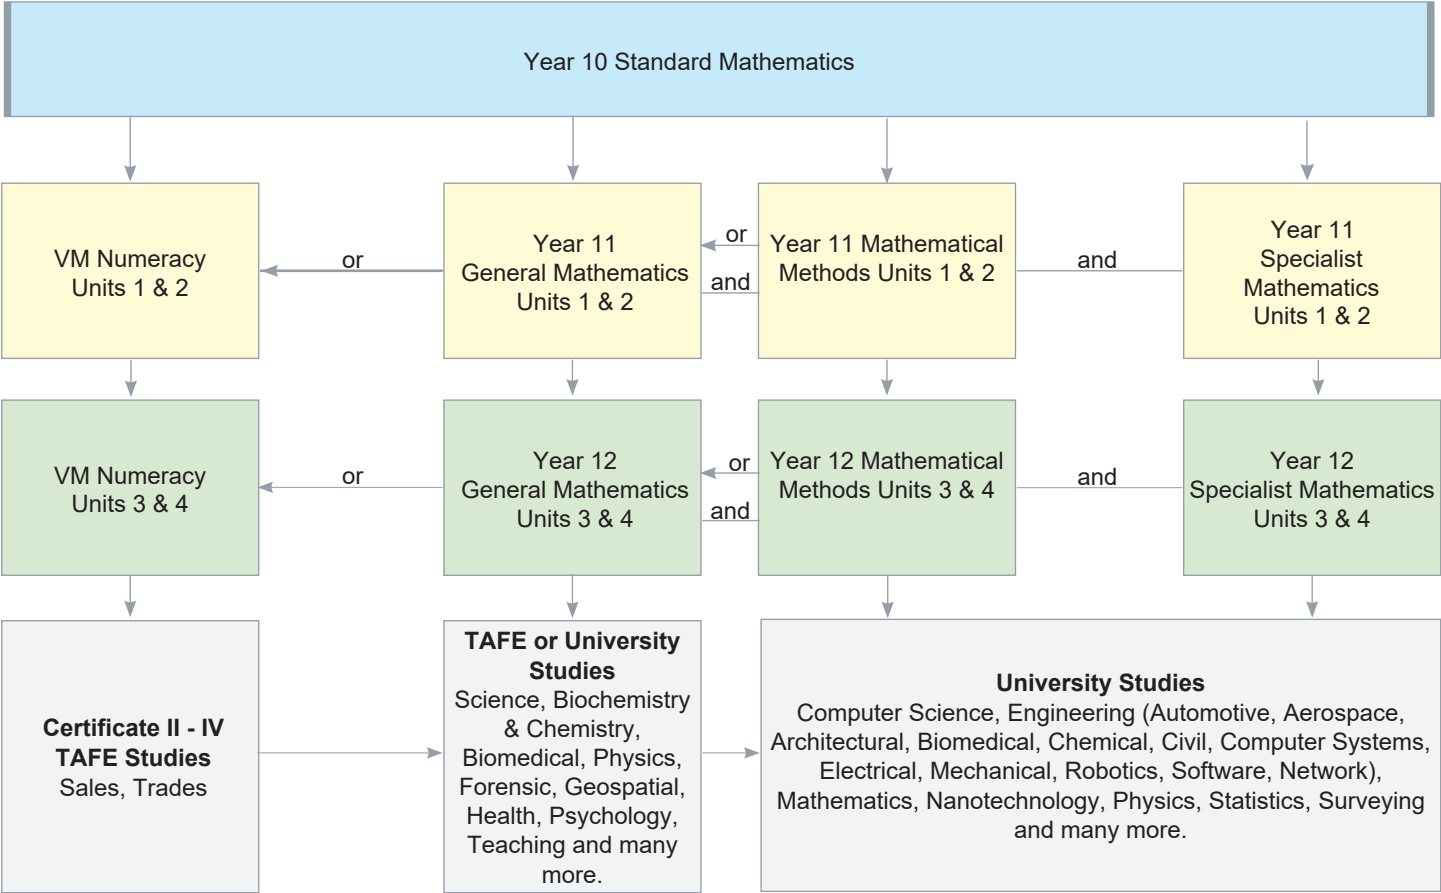 Year 10 Standard Mathematics
VM Numeracy
Units 1 & 2
or
Year 11
General Mathematics
Units 1 & 2
or
and
Year 11 Mathematical
Methods Units 1 & 2
and
Year 11
Specialist
Mathematics
Units 1 & 2
VM Numeracy
Units 3 & 4
or
Year 12
General Mathematics
Units 3 & 4
or
and
Year 12 Mathematical
Methods Units 3 & 4
and
Year 12
Specialist Mathematics
Units 3 & 4
Certificate II - IV
TAFE Studies
Sales, Trades
TAFE or University
Studies
Science, Biochemistry
& Chemistry,
Biomedical, Physics,
Forensic, Geospatial,
Health, Psychology,
Teaching and many
more.
University Studies
Computer Science, Engineering (Automotive, Aerospace,
Architectural, Biomedical, Chemical, Civil, Computer Systems,
Electrical, Mechanical, Robotics, Software, Network),
Mathematics, Nanotechnology, Physics, Statistics, Surveying
and many more.